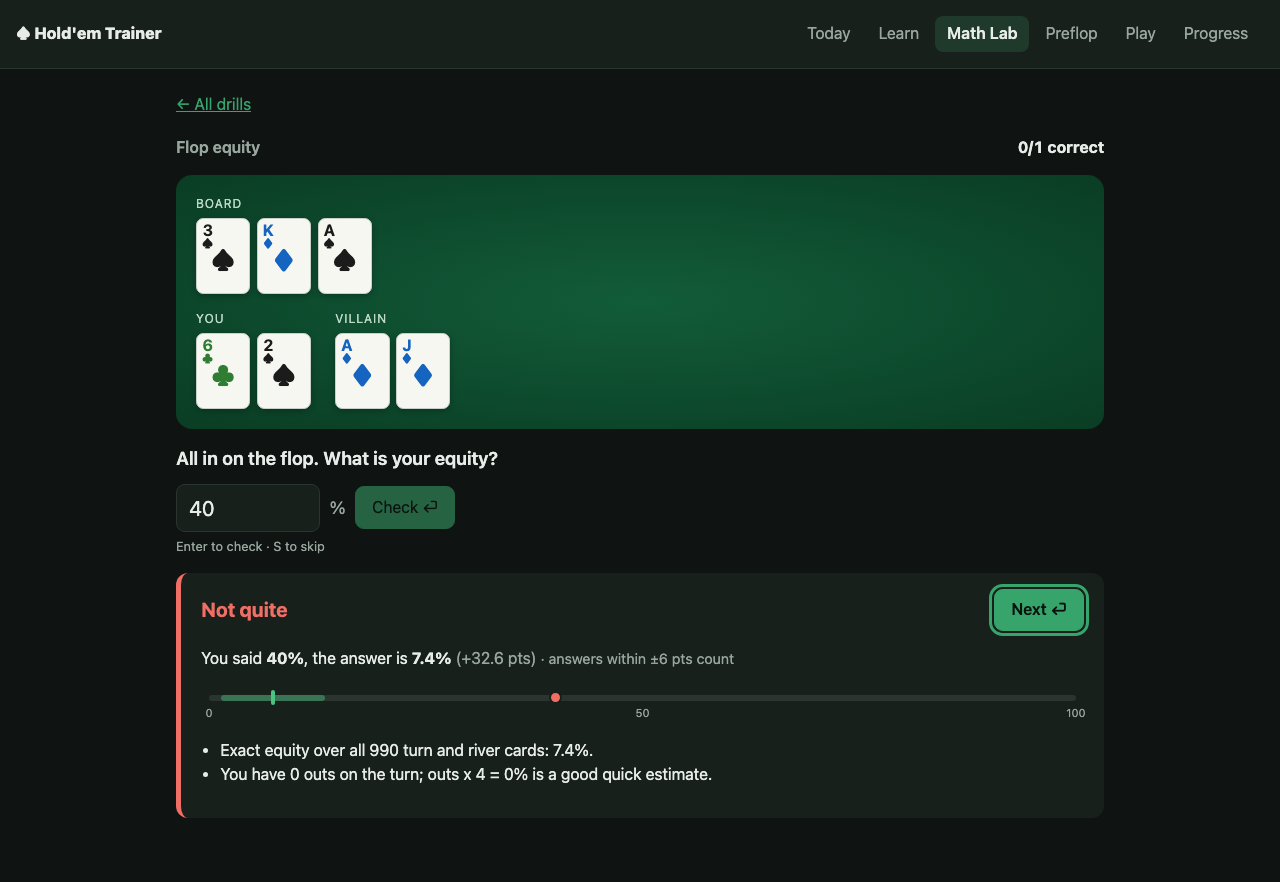 ♠ Hold'em Trainer
Today Learn Math Lab Preflop Play Progress
← All drills
Flop equity 0/1 correct
BOARD
3♠ K♦ A♠
YOU VILLAIN
6♣ 2♠ A♦ J♦
All in on the flop. What is your equity?
40 % Check ⏎
Enter to check · S to skip
Not quite Next ⏎
You said 40%, the answer is 7.4% (+32.6 pts) · answers within ±6 pts count
0 50 100
• Exact equity over all 990 turn and river cards: 7.4%.
• You have 0 outs on the turn; outs x 4 = 0% is a good quick estimate.